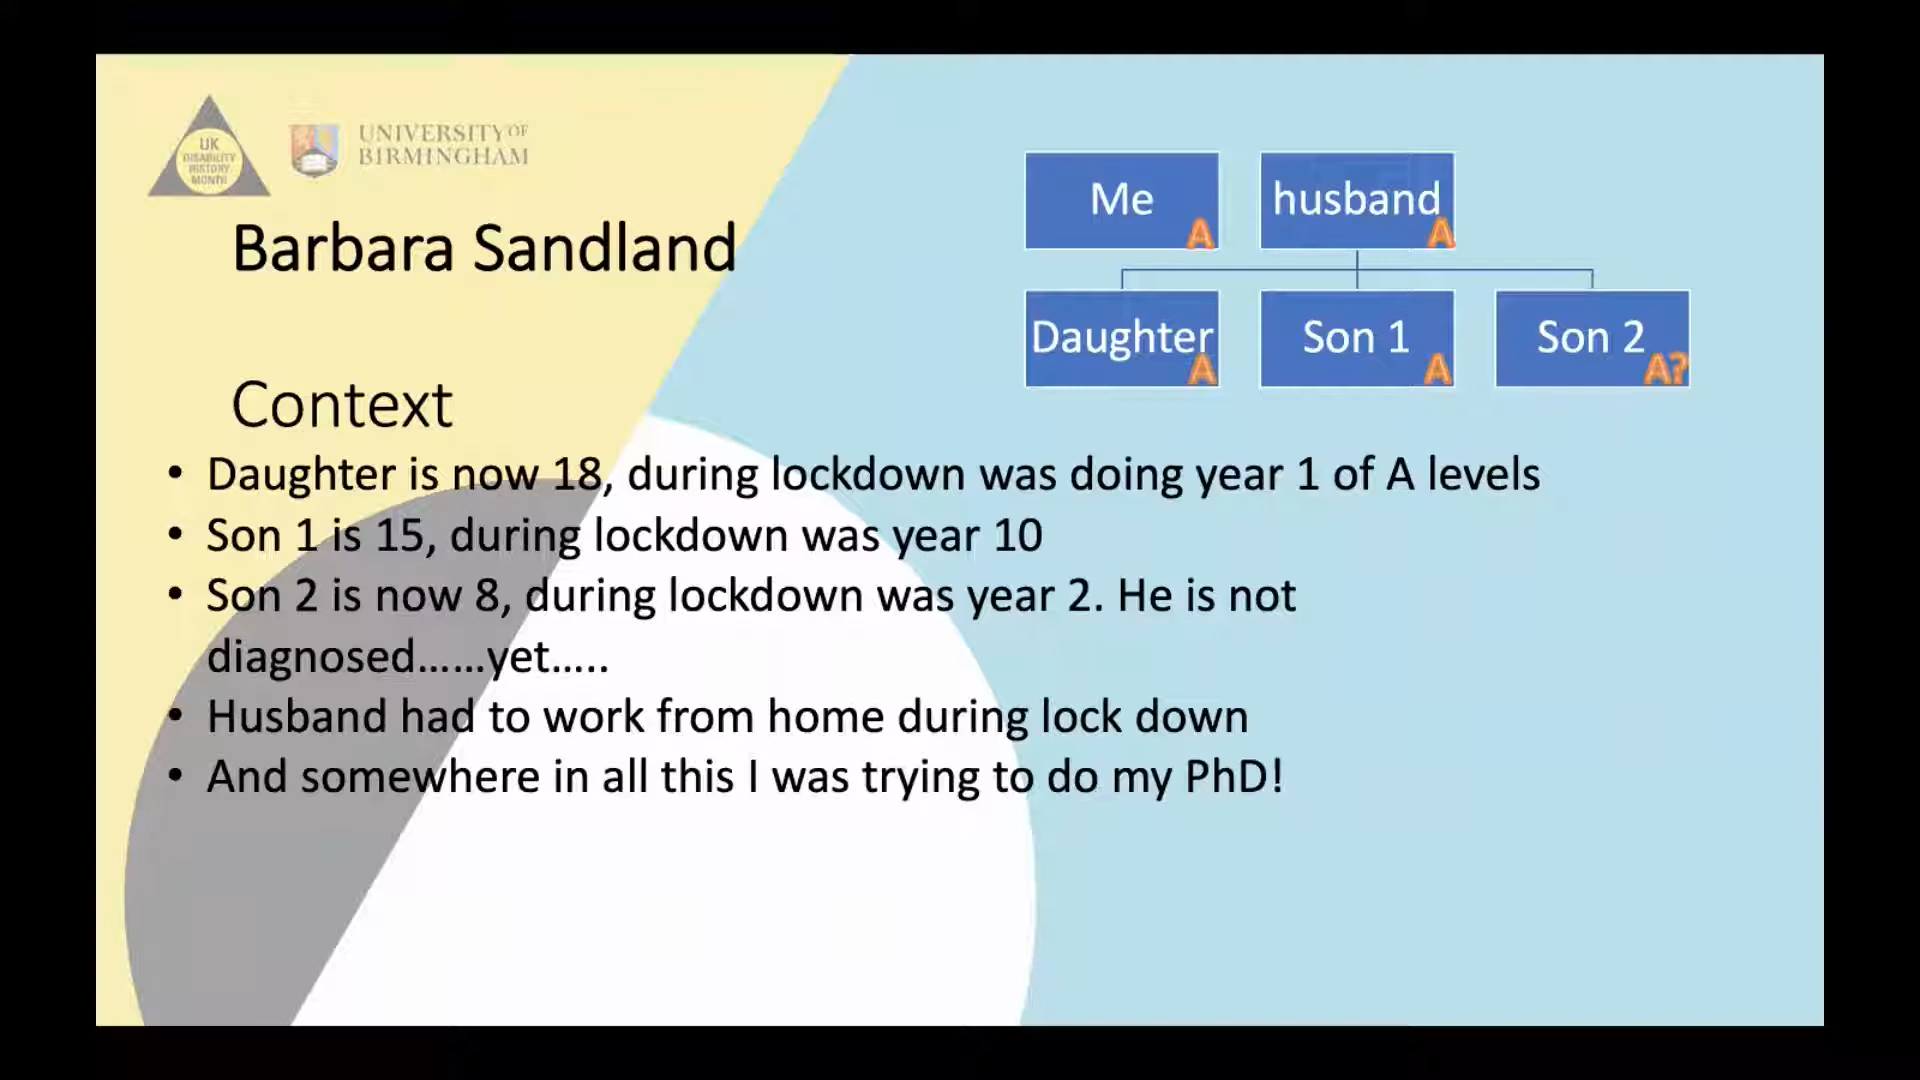 UK
DISABILITY
HISTORY
MONTH
UNIVERSITY OF
BIRMINGHAM
Barbara Sandland
Me
A
husband
A
Daughter
A
Son 1
A
Son 2
A?
Context
• Daughter is now 18, during lockdown was doing year 1 of A levels
• Son 1 is 15, during lockdown was year 10
• Son 2 is now 8, during lockdown was year 2. He is not
diagnosed......yet.....
• Husband had to work from home during lock down
• And somewhere in all this I was trying to do my PhD!